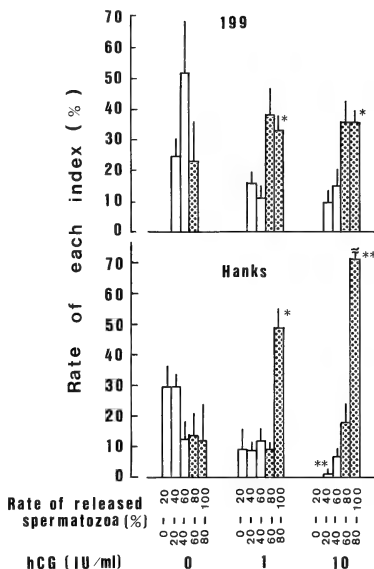 199
Rate of each index (%)
70
60
50
40
30
20
10
0
*
*
Hanks
70
60
50
40
30
20
10
0
*
**
**
Rate of released spermatozoa (%)
0 - 20
20 - 40
40 - 60
60 - 80
80 - 100
0 - 20
20 - 40
40 - 60
60 - 80
80 - 100
0 - 20
20 - 40
40 - 60
60 - 80
80 - 100
hCG (IU/ml) 0 1 10